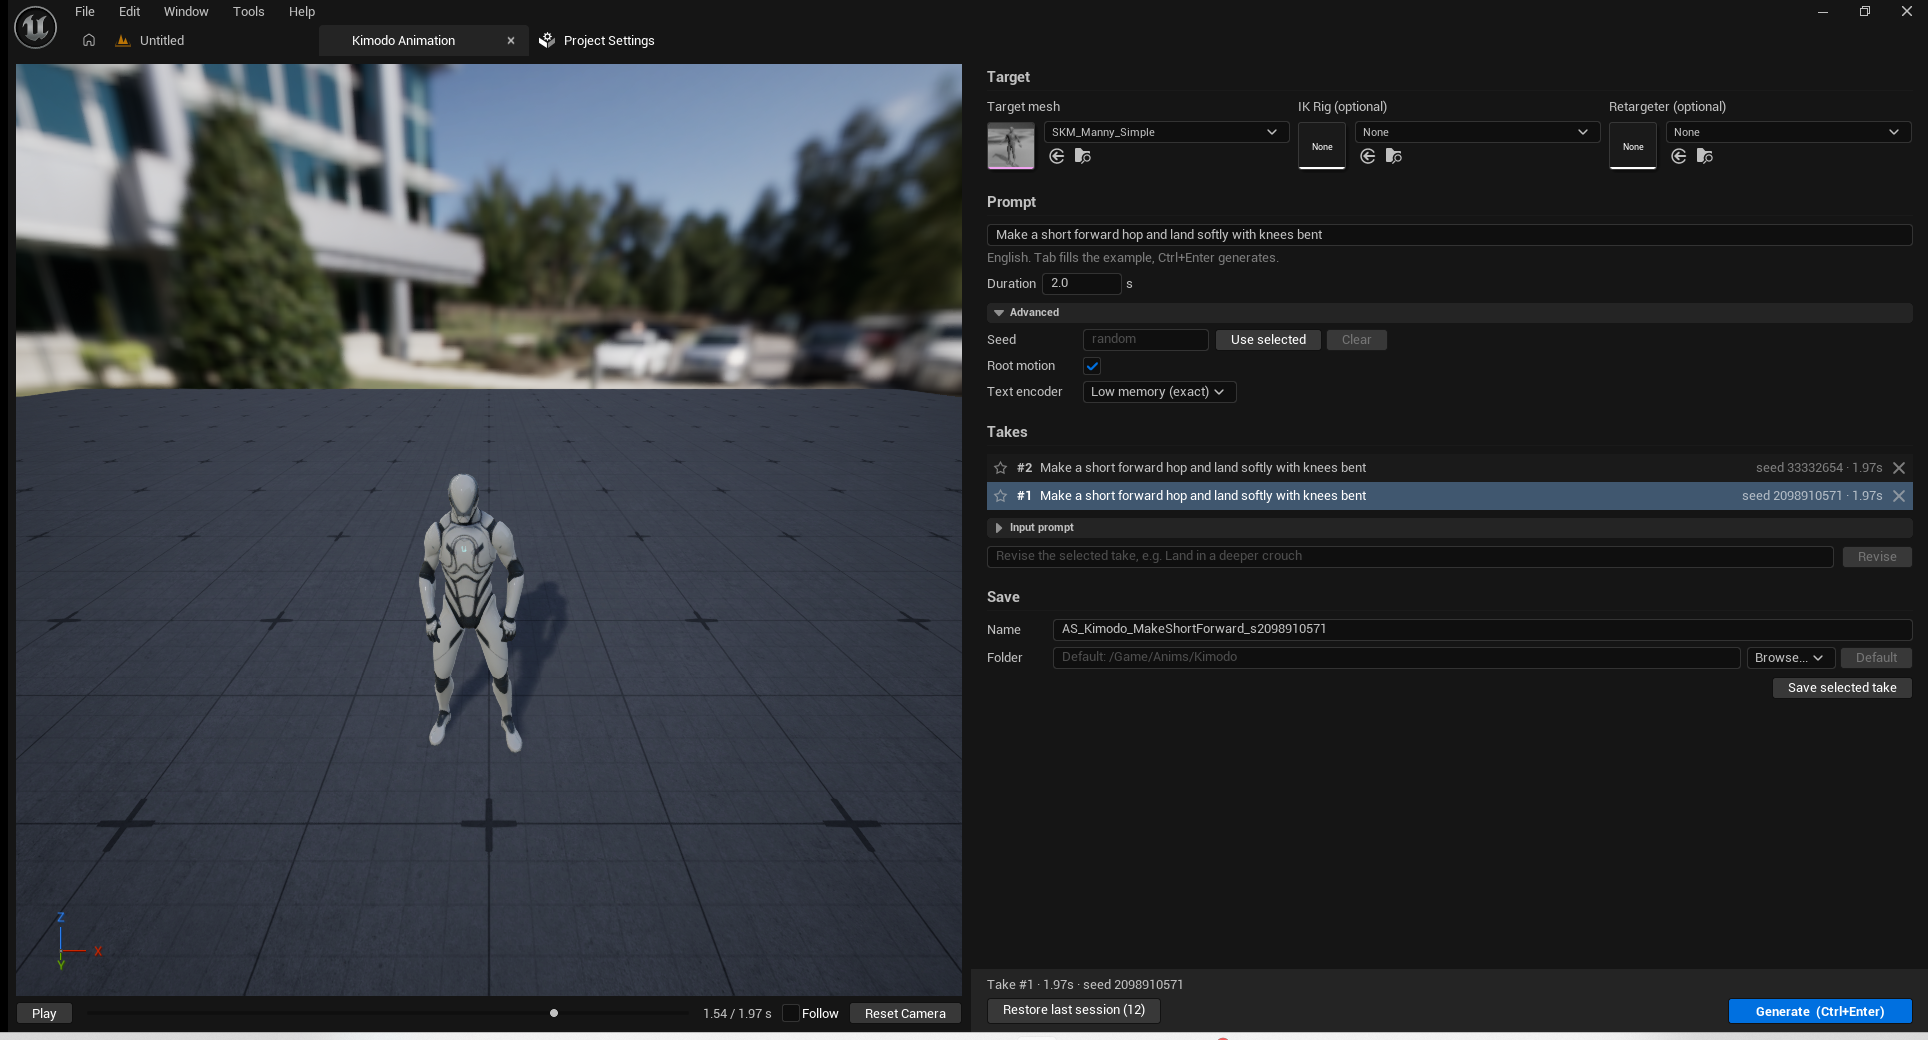 File Edit Window Tools Help
Untitled
Kimodo Animation
Project Settings
Target
Target mesh
IK Rig (optional)
Retargeter (optional)
SKM_Manny_Simple
None
None
None
None
Prompt
Make a short forward hop and land softly with knees bent
English. Tab fills the example, Ctrl+Enter generates.
Duration 2.0 s
Advanced
Seed random Use selected Clear
Root motion
Text encoder Low memory (exact)
Takes
#2 Make a short forward hop and land softly with knees bent seed 33332654 · 1.97s
#1 Make a short forward hop and land softly with knees bent seed 2098910571 · 1.97s
Input prompt
Revise the selected take, e.g. Land in a deeper crouch Revise
Save
Name AS_Kimodo_MakeShortForward_s2098910571
Folder Default: /Game/Anims/Kimodo Browse... Default
Save selected take
Z
X
Y
Play 1.54 / 1.97 s Follow Reset Camera
Take #1 · 1.97s · seed 2098910571
Restore last session (12)
Generate (Ctrl+Enter)